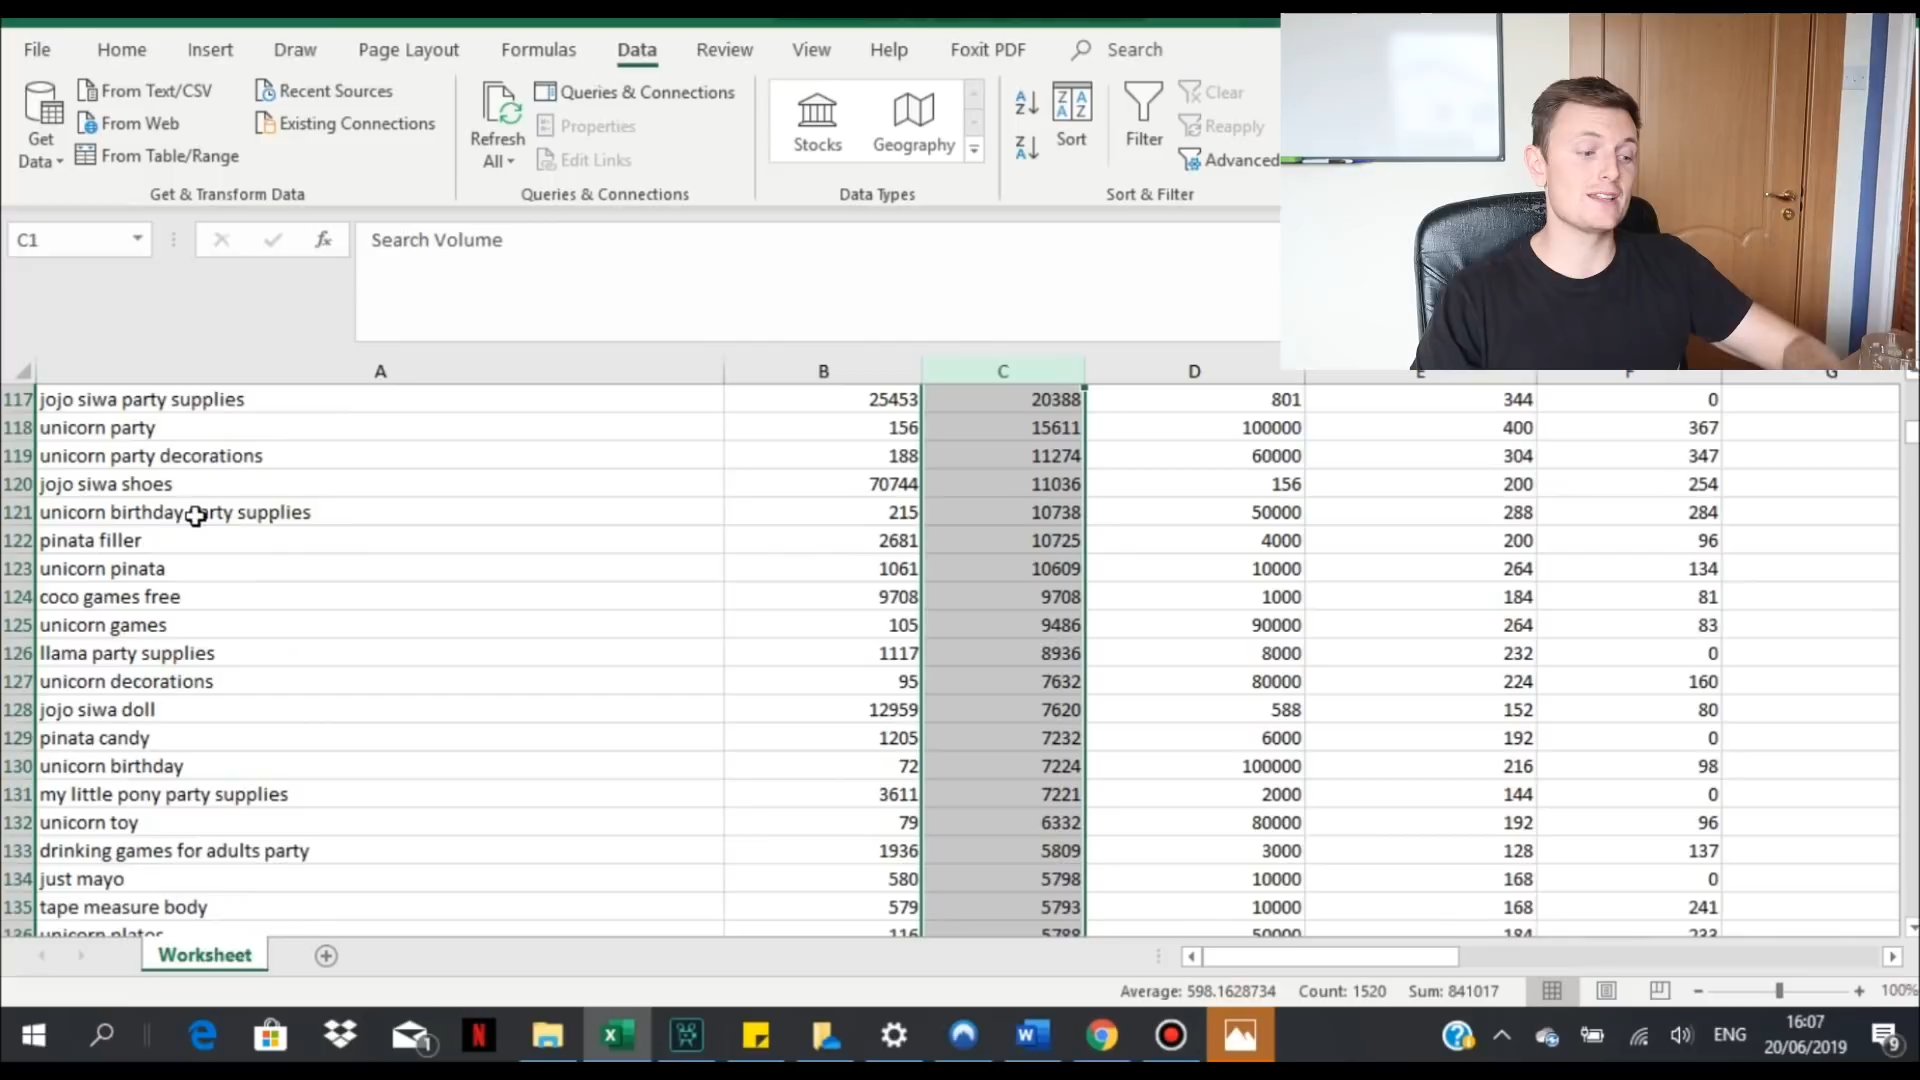 File Home Insert Draw Page Layout Formulas Data Review View Help Foxit PDF Search
Get Data
From Text/CSV
From Web
From Table/Range
Recent Sources
Existing Connections
Get & Transform Data
Refresh All
Queries & Connections
Properties
Edit Links
Queries & Connections
Stocks
Geography
Data Types
Sort
Filter
Clear
Reapply
Advanced
Sort & Filter
C1 fx Search Volume
A B C D E F G
117 jojo siwa party supplies 25453 20388 801 344 0
118 unicorn party 156 15611 100000 400 367
119 unicorn party decorations 188 11274 60000 304 347
120 jojo siwa shoes 70744 11036 156 200 254
121 unicorn birthday party supplies 215 10738 50000 288 284
122 pinata filler 2681 10725 4000 200 96
123 unicorn pinata 1061 10609 10000 264 134
124 coco games free 9708 9708 1000 184 81
125 unicorn games 105 9486 90000 264 83
126 llama party supplies 1117 8936 8000 232 0
127 unicorn decorations 95 7632 80000 224 160
128 jojo siwa doll 12959 7620 588 152 80
129 pinata candy 1205 7232 6000 192 0
130 unicorn birthday 72 7224 100000 216 98
131 my little pony party supplies 3611 7221 2000 144 0
132 unicorn toy 79 6332 80000 192 96
133 drinking games for adults party 1936 5809 3000 128 137
134 just mayo 580 5798 10000 168 0
135 tape measure body 579 5793 10000 168 241
136 unicorn plates 116 5788 50000 184 233
Worksheet
Average: 598.1628734 Count: 1520 Sum: 841017 100%
ENG 16:07
20/06/2019 9